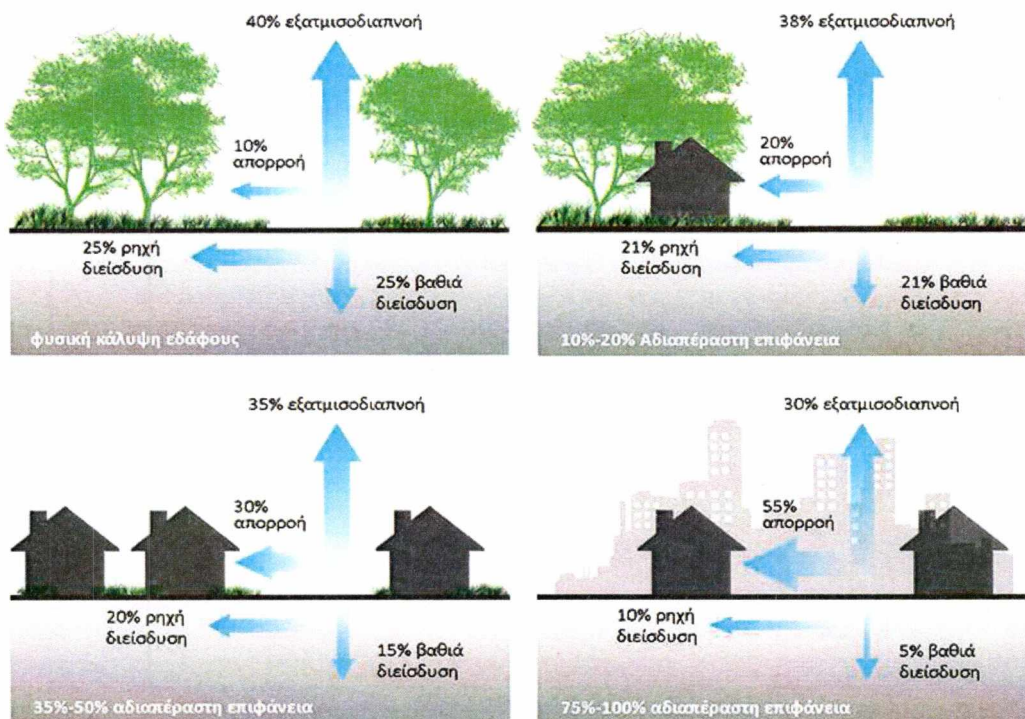 40% εξατμισοδιαπνοή
10%
απορροή
25% ρηχή
διείσδυση
25% βαθιά
διείσδυση
φυσική κάλυψη εδάφους
38% εξατμισοδιαπνοή
20%
απορροή
21% ρηχή
διείσδυση
21% βαθιά
διείσδυση
10%-20% Αδιαπέραστη επιφάνεια
35% εξατμισοδιαπνοή
30%
απορροή
20% ρηχή
διείσδυση
15% βαθιά
διείσδυση
35%-50% αδιαπέραστη επιφάνεια
30% εξατμισοδιαπνοή
55%
απορροή
10% ρηχή
διείσδυση
5% βαθιά
διείσδυση
75%-100% αδιαπέραστη επιφάνεια